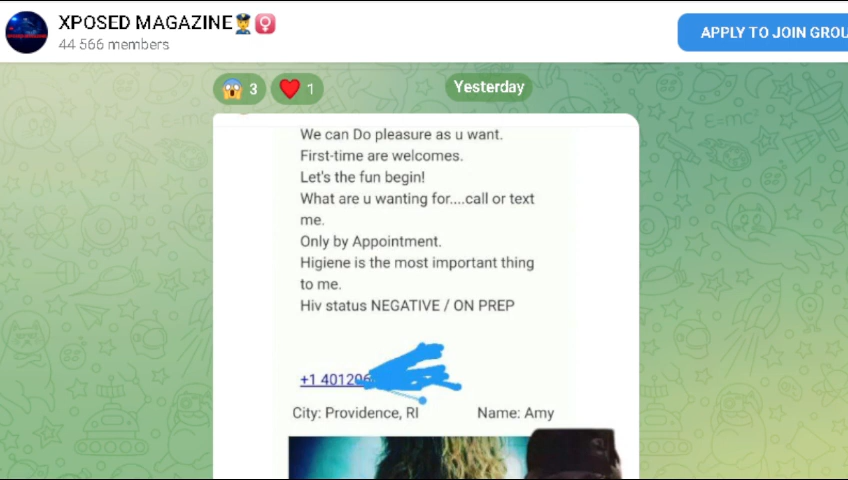 XPOSED MAGAZINE
44 566 members
APPLY TO JOIN
3
1
Yesterday
We can Do pleasure as u want.
First-time are welcomes.
Let's the fun begin!
What are u wanting for....call or text
me.
Only by Appointment.
Higiene is the most important thing
to me.
Hiv status NEGATIVE / ON PREP
+1 401296
City: Providence, RI
Name: Amy